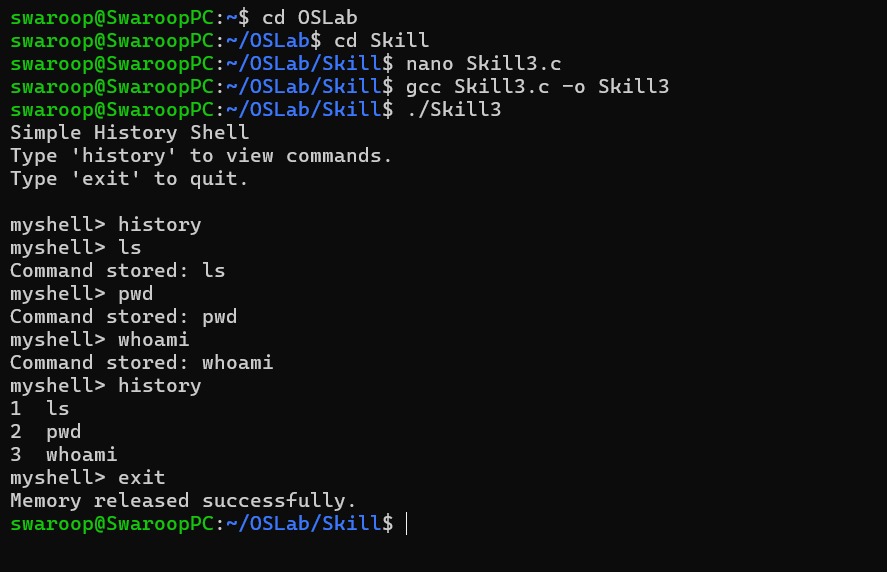 swaroop@SwaroopPC:~$ cd OSLab
swaroop@SwaroopPC:~/OSLab$ cd Skill
swaroop@SwaroopPC:~/OSLab/Skill$ nano Skill3.c
swaroop@SwaroopPC:~/OSLab/Skill$ gcc Skill3.c -o Skill3
swaroop@SwaroopPC:~/OSLab/Skill$ ./Skill3
Simple History Shell
Type 'history' to view commands.
Type 'exit' to quit.

myshell> history
myshell> ls
Command stored: ls
myshell> pwd
Command stored: pwd
myshell> whoami
Command stored: whoami
myshell> history
1  ls
2  pwd
3  whoami
myshell> exit
Memory released successfully.
swaroop@SwaroopPC:~/OSLab/Skill$